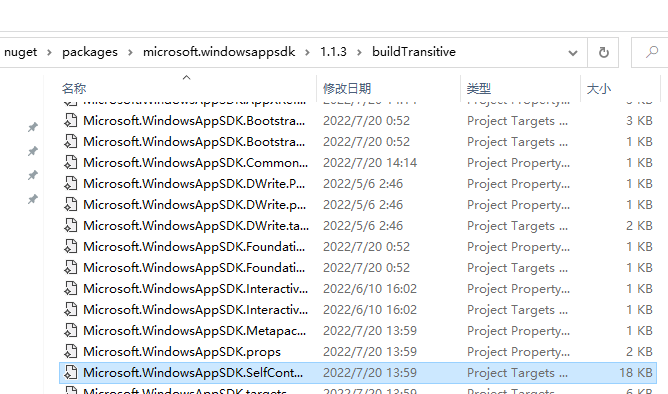 nuget > packages > microsoft.windowsappsdk > 1.1.3 > buildTransitive
名称 修改日期 类型 大小
Microsoft.WindowsAppSDK.Bootstra... 2022/7/20 0:52 Project Targets ... 3 KB
Microsoft.WindowsAppSDK.Bootstra... 2022/7/20 0:52 Project Targets ... 1 KB
Microsoft.WindowsAppSDK.Common... 2022/7/20 14:14 Project Property... 1 KB
Microsoft.WindowsAppSDK.DWrite.P... 2022/5/6 2:46 Project Property... 1 KB
Microsoft.WindowsAppSDK.DWrite.p... 2022/5/6 2:46 Project Property... 1 KB
Microsoft.WindowsAppSDK.DWrite.ta... 2022/5/6 2:46 Project Targets ... 2 KB
Microsoft.WindowsAppSDK.Foundati... 2022/7/20 0:52 Project Property... 1 KB
Microsoft.WindowsAppSDK.Foundati... 2022/7/20 0:52 Project Targets ... 1 KB
Microsoft.WindowsAppSDK.Interactiv... 2022/6/10 16:02 Project Property... 1 KB
Microsoft.WindowsAppSDK.Interactiv... 2022/6/10 16:02 Project Targets ... 1 KB
Microsoft.WindowsAppSDK.Metapac... 2022/7/20 13:59 Project Property... 1 KB
Microsoft.WindowsAppSDK.props 2022/7/20 13:59 Project Property... 2 KB
Microsoft.WindowsAppSDK.SelfCont... 2022/7/20 13:59 Project Targets ... 18 KB
Microsoft.WindowsAppSDK.targets 2022/7/20 13:59 Project Targets ... 6 KB